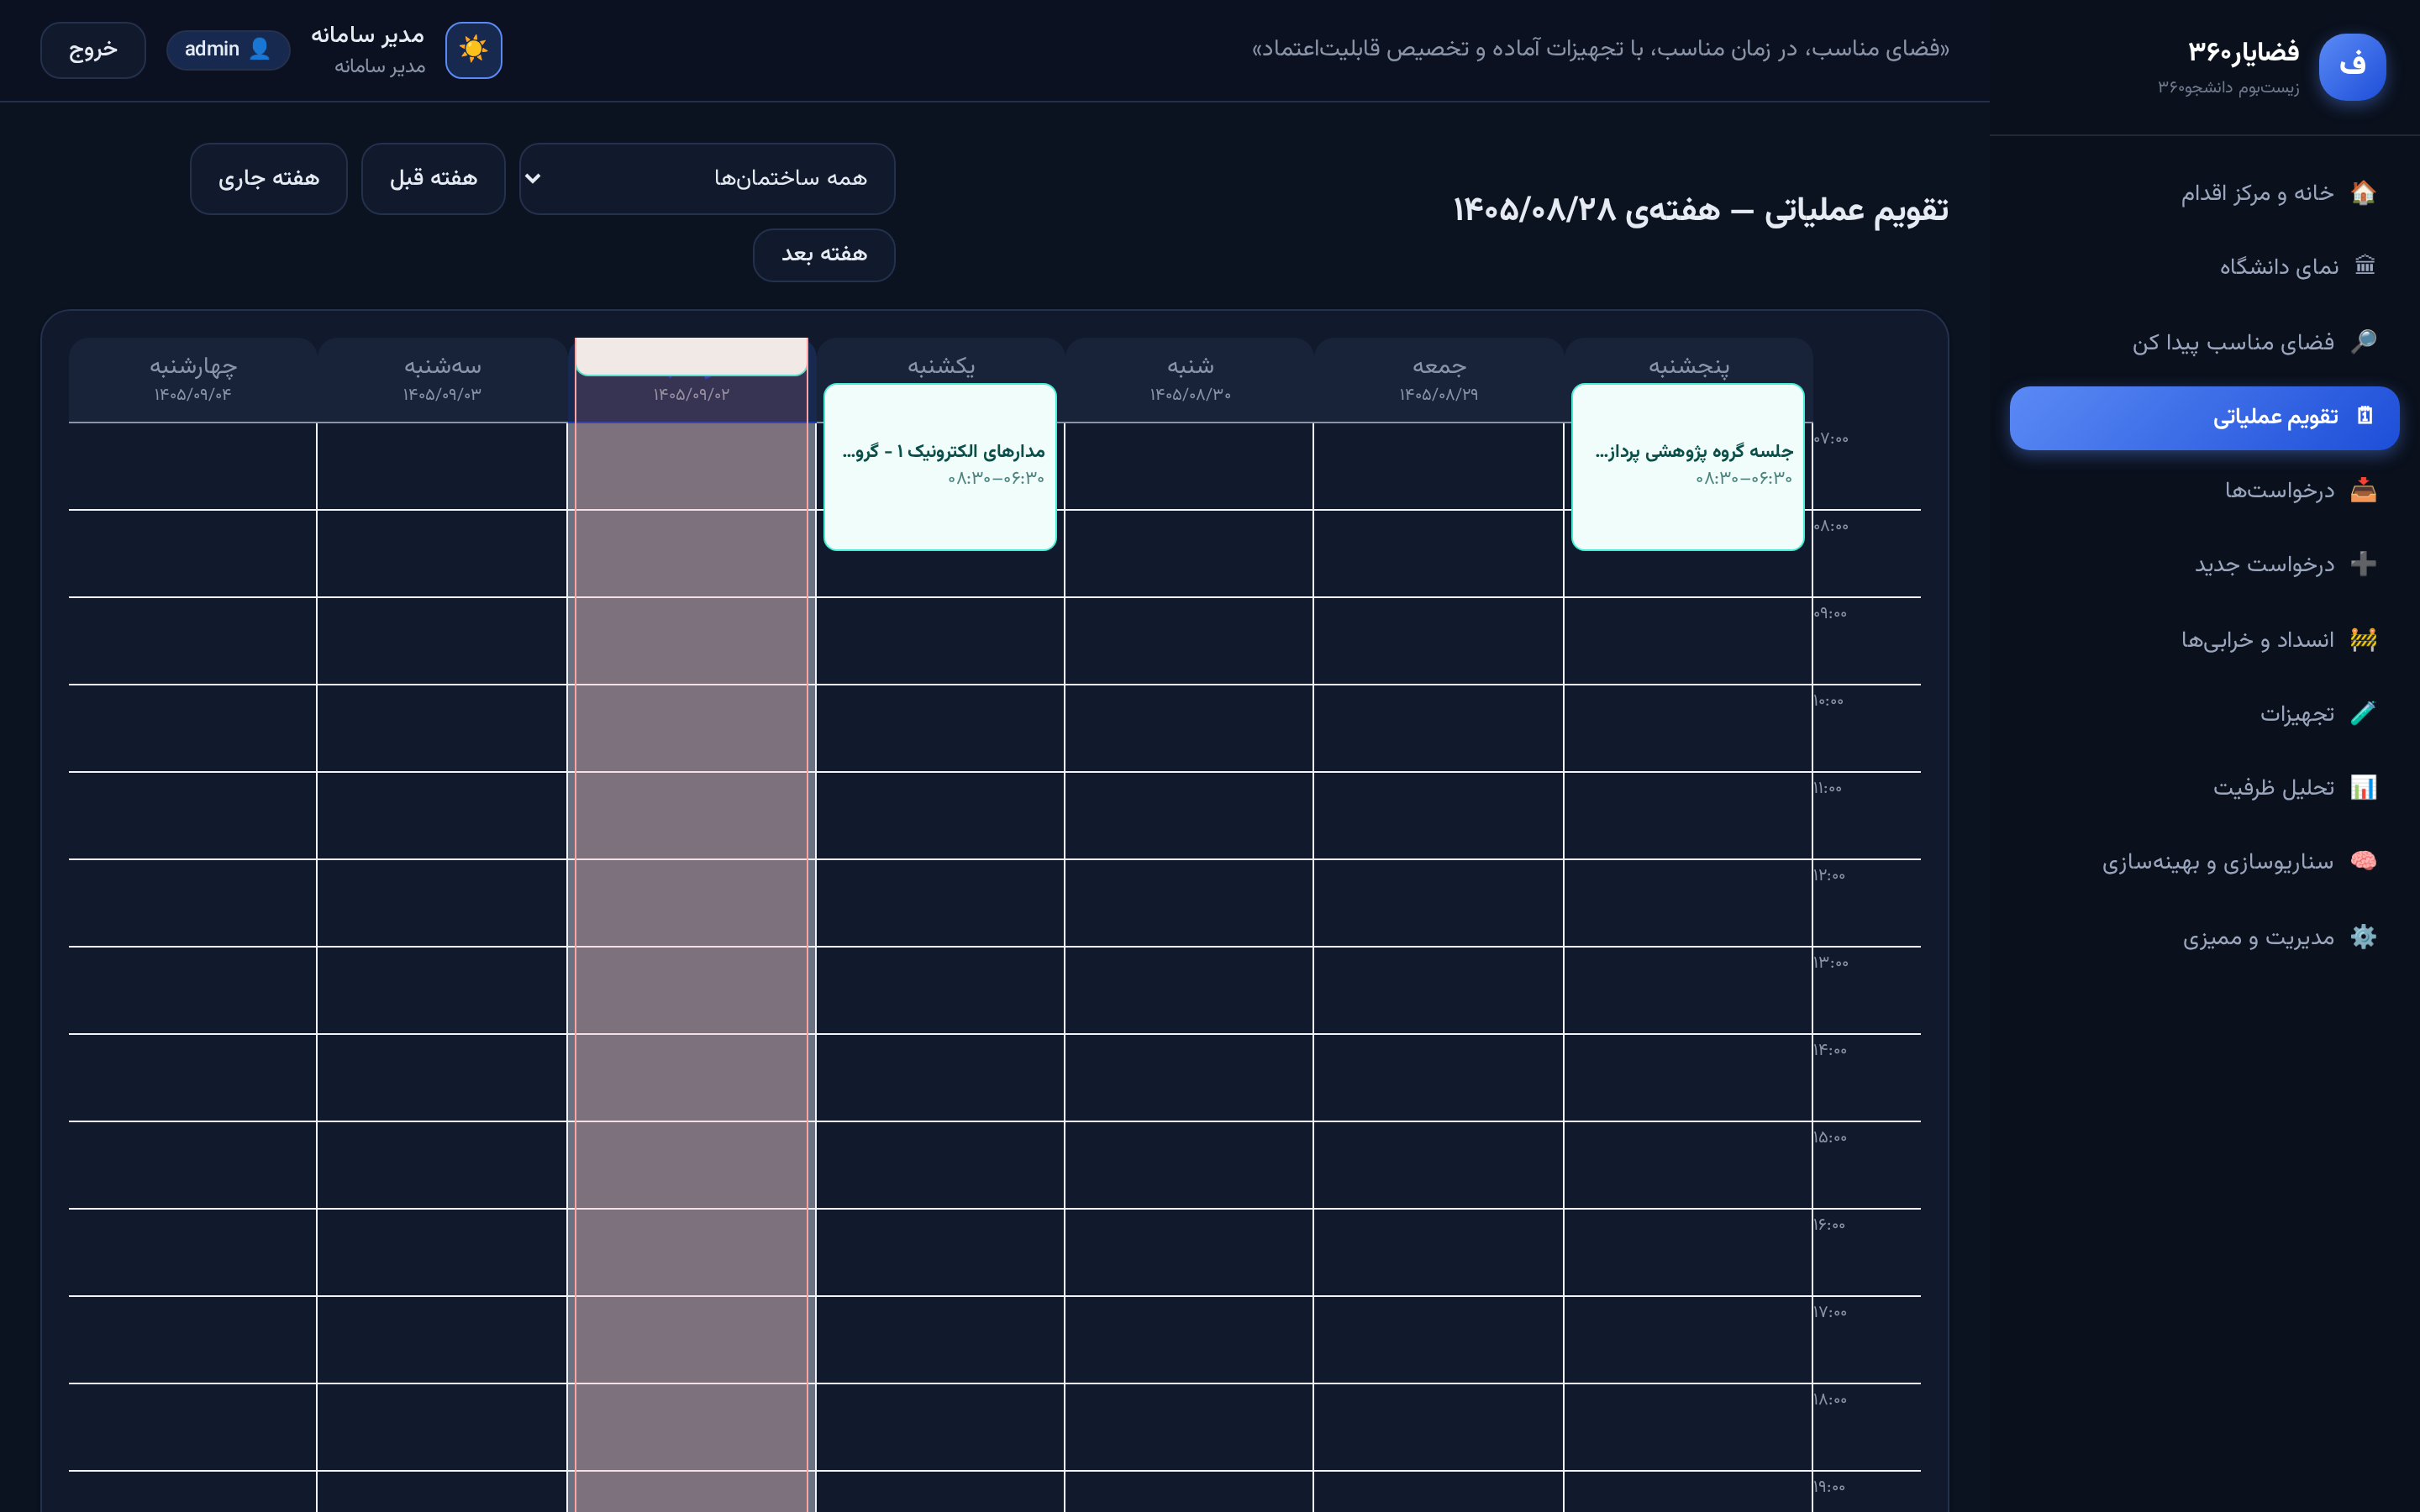 ف
فضایار۳۶۰
زیست‌بوم دانشجو۳۶۰
«فضای مناسب، در زمان مناسب، با تجهیزات آماده و تخصیص قابلیت‌اعتماد»
مدیر سامانه
مدیر سامانه
admin
خروج
خانه و مرکز اقدام
نمای دانشگاه
فضای مناسب پیدا کن
تقویم عملیاتی
درخواست‌ها
درخواست جدید
انسداد و خرابی‌ها
تجهیزات
تحلیل ظرفیت
سناریوسازی و بهینه‌سازی
مدیریت و ممیزی
تقویم عملیاتی — هفته‌ی ۱۴۰۵/۰۸/۲۸
همه ساختمان‌ها
هفته قبل
هفته جاری
هفته بعد
پنجشنبه
جمعه
۱۴۰۵/۰۸/۲۹
شنبه
۱۴۰۵/۰۸/۳۰
یکشنبه
۱۴۰۵/۰۹/۰۲
سه‌شنبه
۱۴۰۵/۰۹/۰۳
چهارشنبه
۱۴۰۵/۰۹/۰۴
جلسه گروه پژوهشی پرداز...
۰۶:۳۰–۰۸:۳۰
مدارهای الکترونیک ۱ - گرو...
۰۶:۳۰–۰۸:۳۰
۰۷:۰۰
۰۸:۰۰
۰۹:۰۰
۱۰:۰۰
۱۱:۰۰
۱۲:۰۰
۱۳:۰۰
۱۴:۰۰
۱۵:۰۰
۱۶:۰۰
۱۷:۰۰
۱۸:۰۰
۱۹:۰۰